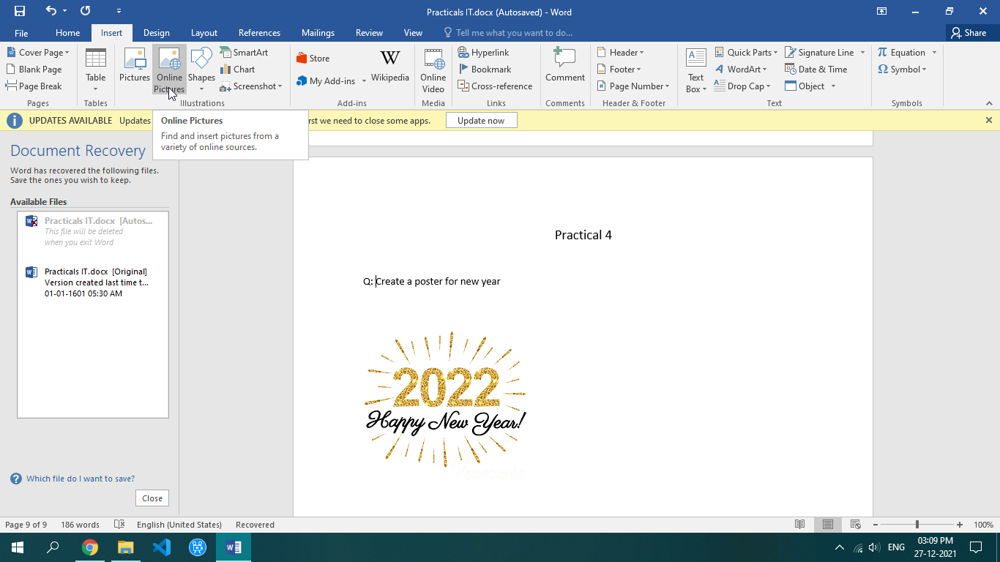 Practicals IT.docx (Autosaved) - Word
File Home Insert Design Layout References Mailings Review View Tell me what you want to do... Share
Cover Page
Blank Page
Page Break
Pages
Table
Tables
Pictures
Online
Pictures
Shapes
SmartArt
Chart
Screenshot
Illustrations
Store
My Add-ins
W
Wikipedia
Add-ins
Online
Video
Media
Hyperlink
Bookmark
Cross-reference
Links
Comment
Comments
Header
Footer
Page Number
Header & Footer
Text
Box
Quick Parts
WordArt
Drop Cap
Signature Line
Date & Time
Object
Text
Equation
Symbol
Symbols
UPDATES AVAILABLE Updates rst we need to close some apps. Update now
Online Pictures
Find and insert pictures from a
variety of online sources.
Document Recovery
Word has recovered the following files.
Save the ones you wish to keep.
Available Files
Practicals IT.docx [Autos...
This file will be deleted
when you exit Word
Practicals IT.docx [Original]
Version created last time t...
01-01-1601 05:30 AM
Which file do I want to save?
Close
Practical 4
Q: Create a poster for new year
2022
Happy New Year!
Page 9 of 9 186 words English (United States) Recovered 100%
ENG 03:09 PM
27-12-2021